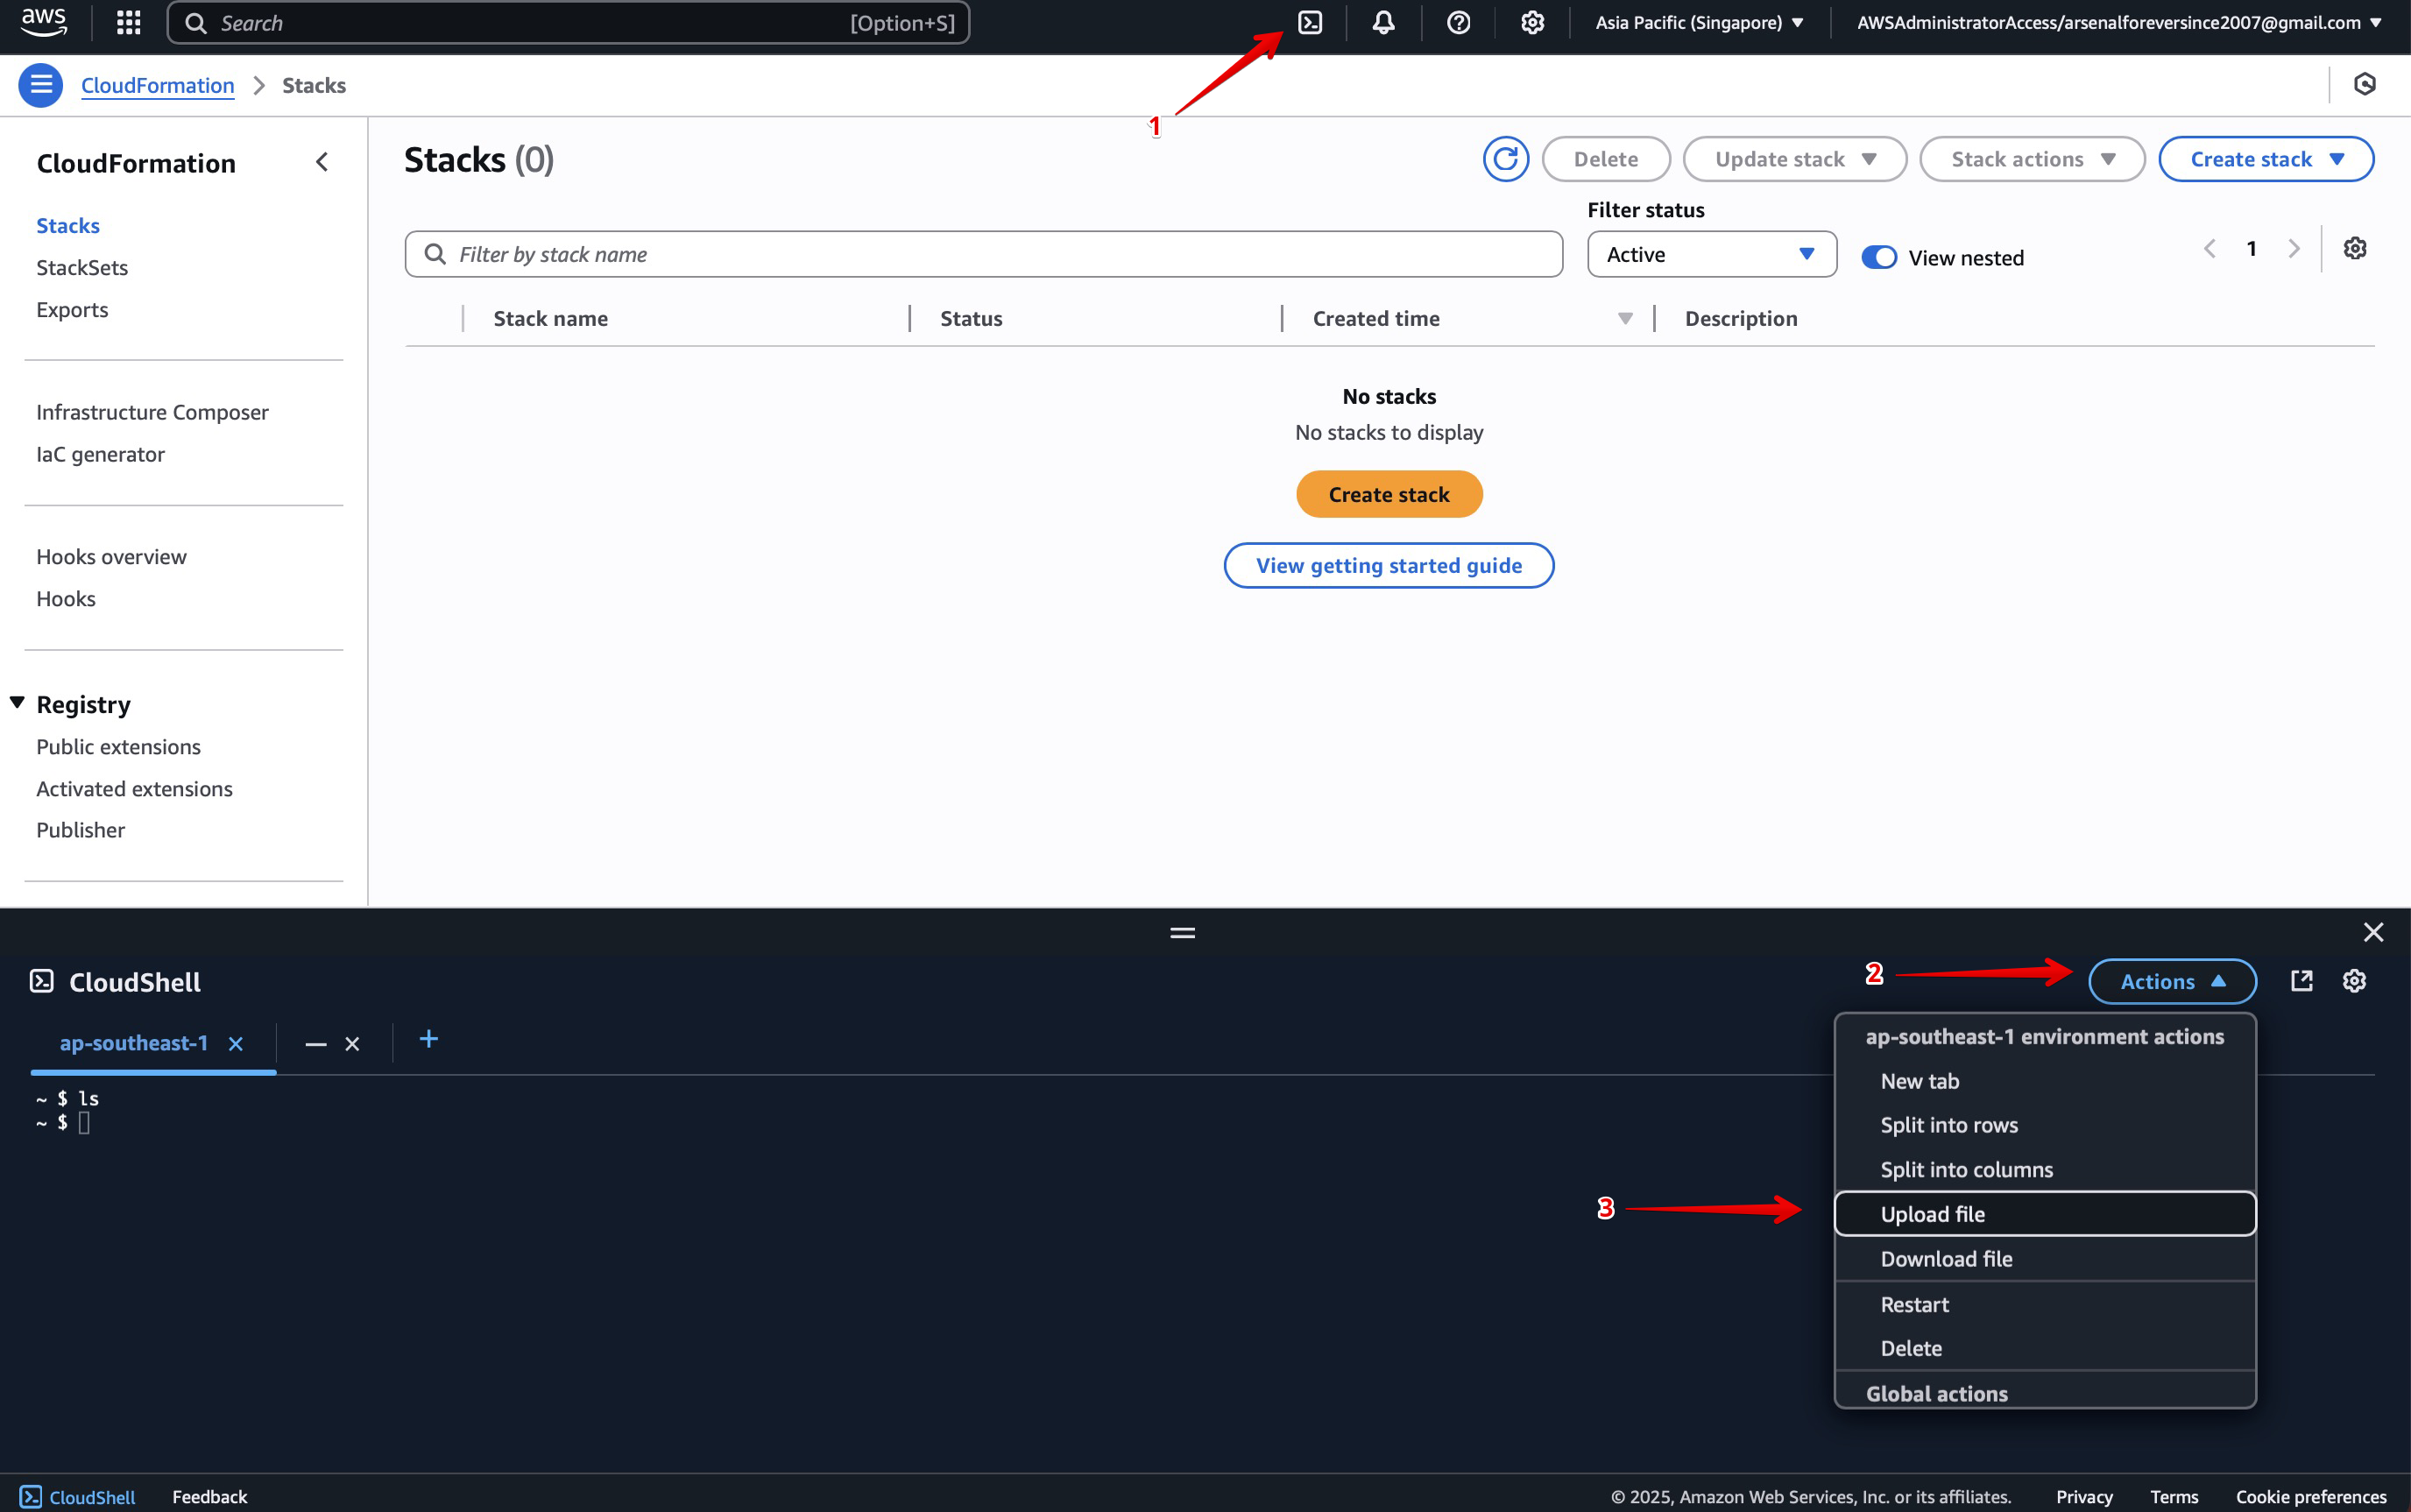 aws
Search [Option+S] Asia Pacific (Singapore) AWSAdministratorAccess/arsenalforeversince2007@gmail.com
CloudFormation Stacks
1
CloudFormation
Stacks
StackSets
Exports
Infrastructure Composer
IaC generator
Hooks overview
Hooks
Registry
Public extensions
Activated extensions
Publisher
Stacks (0) Delete Update stack Stack actions Create stack
Filter status
Filter by stack name Active View nested 1
Stack name Status Created time Description
No stacks
No stacks to display
Create stack
View getting started guide
CloudShell 2 Actions
ap-southeast-1
~ $ ls
~ $
ap-southeast-1 environment actions
New tab
Split into rows
Split into columns
3 Upload file
Download file
Restart
Delete
Global actions
CloudShell Feedback © 2025, Amazon Web Services, Inc. or its affiliates. Privacy Terms Cookie preferences